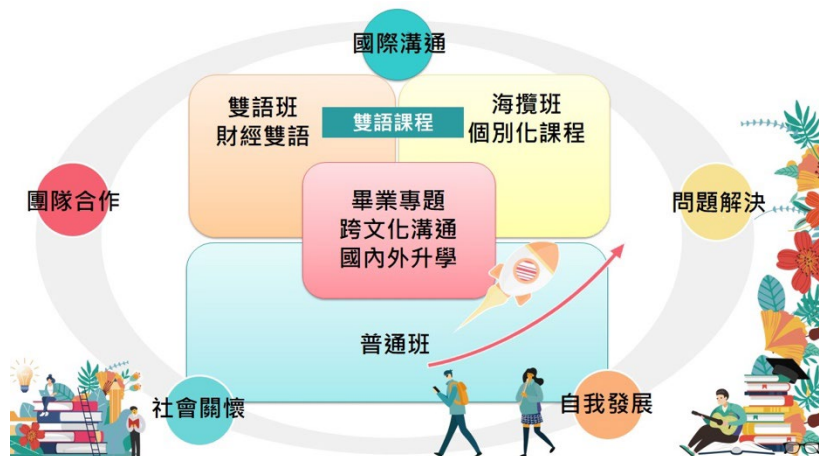 國際溝通
雙語班
財經雙語
雙語課程
海攬班
個別化課程
團隊合作
問題解決
畢業專題
跨文化溝通
國內外升學
普通班
社會關懷
自我發展